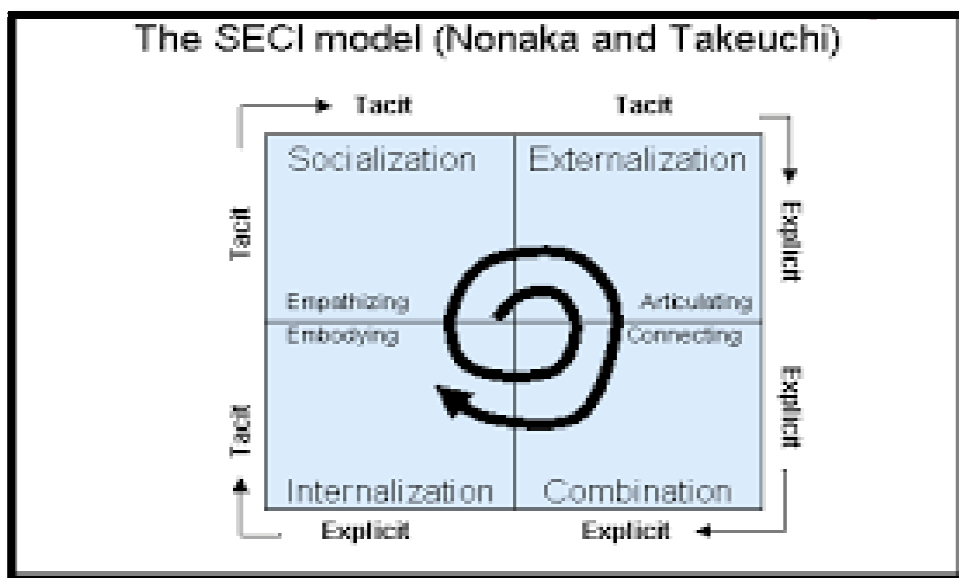 The SECI model (Nonaka and Takeuchi)
Tacit Tacit
Socialization Externalization
Tacit
Explicit
Empathizing Articulating
Embodying Connecting
Tacit
Explicit
Internalization Combination
Explicit Explicit